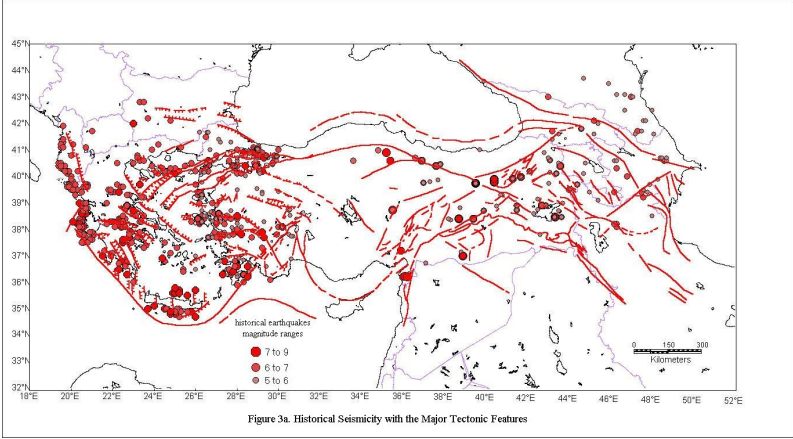 45°N
44°N
43°N
42°N
41°N
40°N
39°N
38°N
37°N
36°N
35°N
34°N
33°N
32°N
18°E 20°E 22°E 24°E 26°E 28°E 30°E 32°E 34°E 36°E 38°E 40°E 42°E 44°E 46°E 48°E 50°E 52°E
historical earthquakes
magnitude ranges
7 to 9
6 to 7
5 to 6
0 150 300
Kilometers
Figure 3a. Historical Seismicity with the Major Tectonic Features